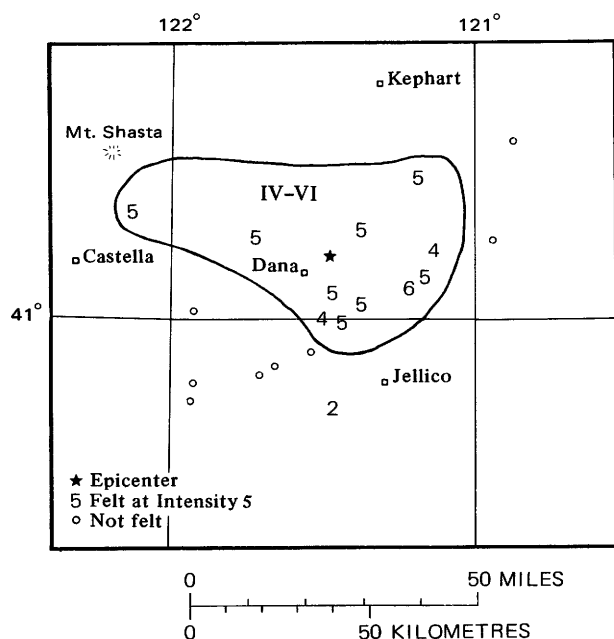 122° 121°
Kephart
Mt. Shasta
5
IV–VI
5
5 5
4
Castella
Dana
5
6
5
5
41°
4 5
Jellico
2
★ Epicenter
5 Felt at Intensity 5
○ Not felt
0 50 MILES
0 50 KILOMETRES